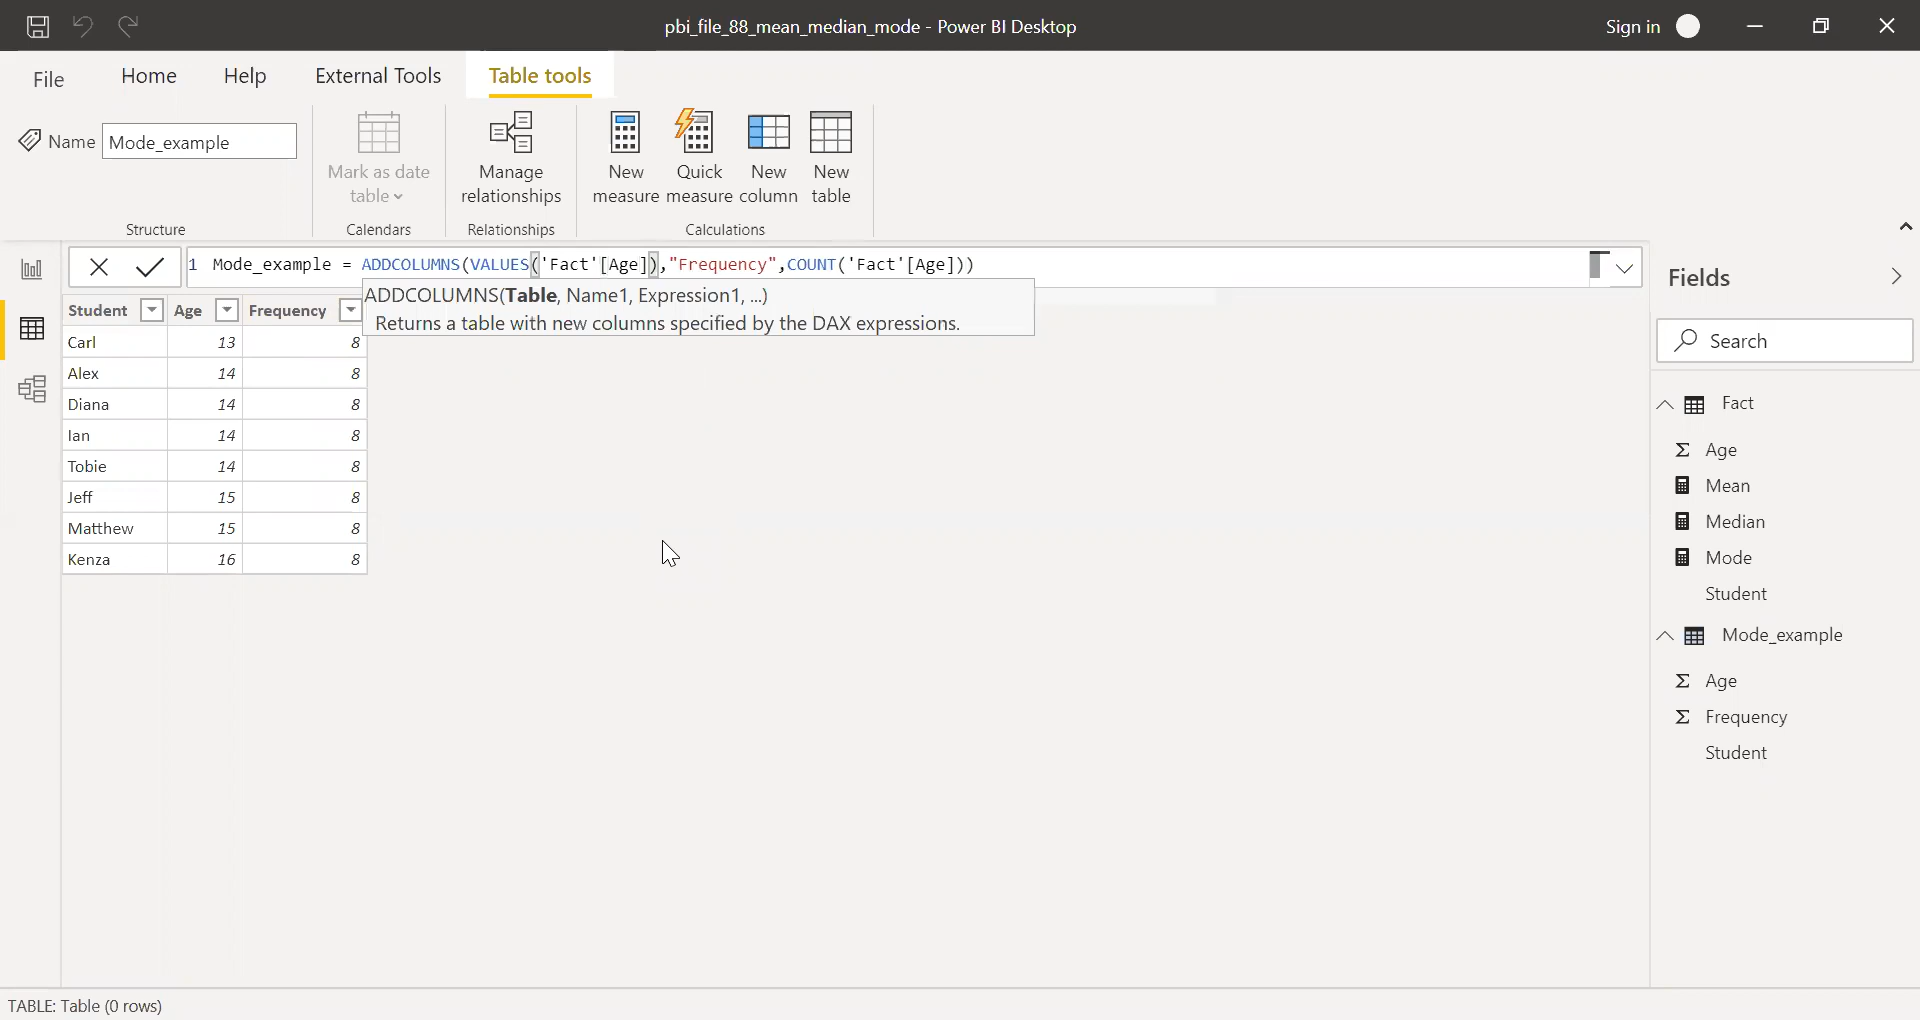 pbi_file_88_mean_median_mode - Power BI Desktop
Sign in
File Home Help External Tools Table tools
Name Mode_example
Mark as date table
Manage relationships
New measure
Quick measure
New column
New table
Structure Calendars Relationships Calculations
1 Mode_example = ADDCOLUMNS(VALUES('Fact'[Age]),"Frequency",COUNT('Fact'[Age]))
ADDCOLUMNS(Table, Name1, Expression1, ...)
Returns a table with new columns specified by the DAX expressions.
Student Age Frequency
Carl 13 8
Alex 14 8
Diana 14 8
Ian 14 8
Tobie 14 8
Jeff 15 8
Matthew 15 8
Kenza 16 8
Fields
Search
Fact
Age
Mean
Median
Mode
Student
Mode_example
Age
Frequency
Student
TABLE: Table (0 rows)